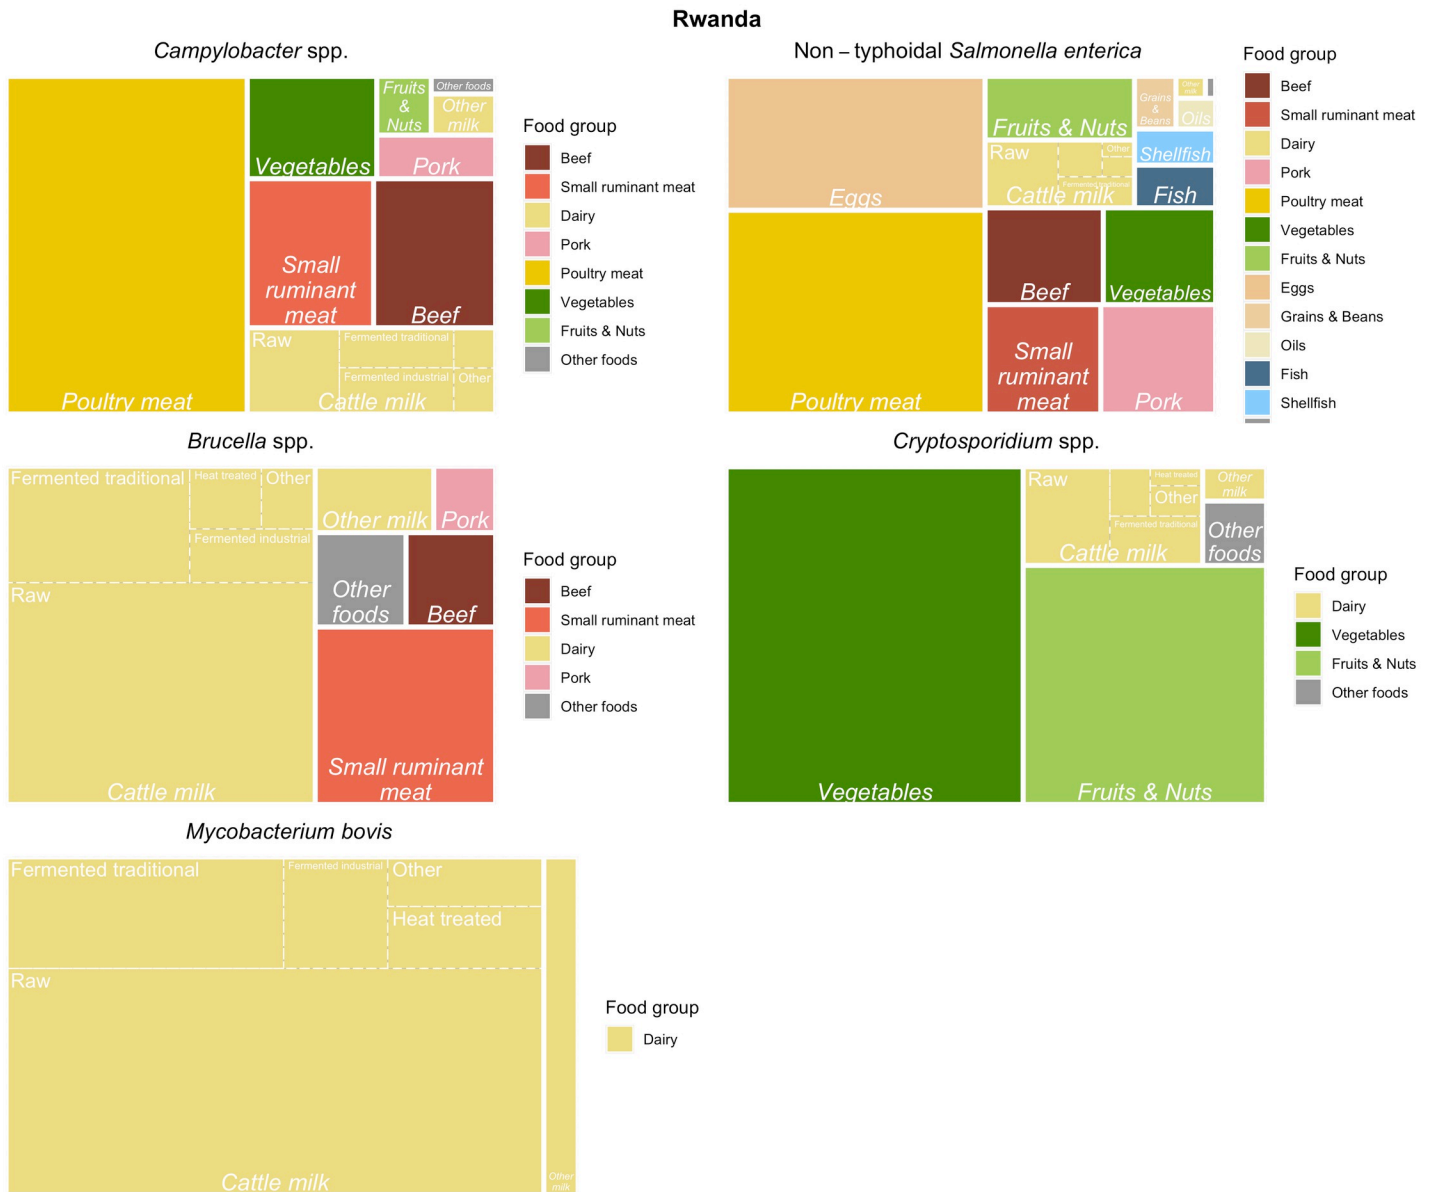 Rwanda
Campylobacter spp.
Poultry meat
Vegetables
Fruits
&
Nuts
Other foods
Other
milk
Pork
Small
ruminant
meat
Beef
Raw
Fermented traditional
Fermented industrial
Other
Cattle milk
Food group
Beef
Small ruminant meat
Dairy
Pork
Poultry meat
Vegetables
Fruits & Nuts
Other foods
Non – typhoidal Salmonella enterica
Eggs
Poultry meat
Fruits & Nuts
Grains
&
Beans
Other
milk
Oils
Raw
Other
Fermented traditional
Cattle milk
Shellfish
Fish
Beef
Vegetables
Small
ruminant
meat
Pork
Food group
Beef
Small ruminant meat
Dairy
Pork
Poultry meat
Vegetables
Fruits & Nuts
Eggs
Grains & Beans
Oils
Fish
Shellfish
Brucella spp.
Fermented traditional
Heat treated
Other
Fermented industrial
Raw
Cattle milk
Other milk
Pork
Other
foods
Beef
Small ruminant
meat
Food group
Beef
Small ruminant meat
Dairy
Pork
Other foods
Cryptosporidium spp.
Vegetables
Raw
Heat treated
Other
Fermented traditional
Cattle milk
Other
milk
Other
foods
Fruits & Nuts
Food group
Dairy
Vegetables
Fruits & Nuts
Other foods
Mycobacterium bovis
Fermented traditional
Fermented industrial
Other
Heat treated
Raw
Cattle milk
Other
milk
Food group
Dairy